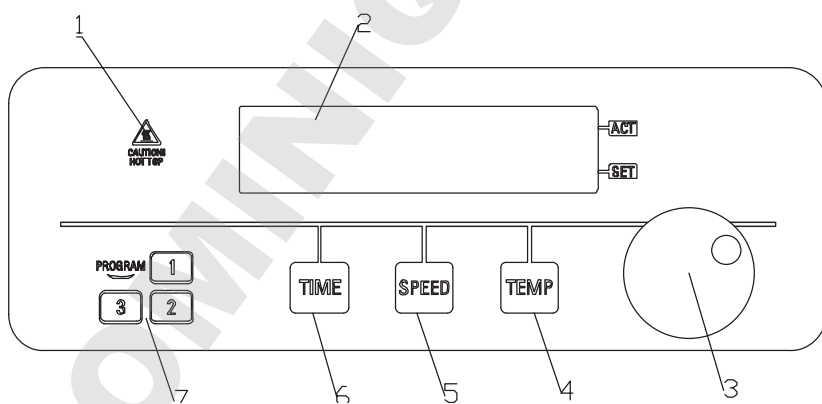 1
2
CAUTION!
HOT TOP
ACT
SET
PROGRAM
1
3
2
TIME
SPEED
TEMP
7
6
5
4
3
OMINIG